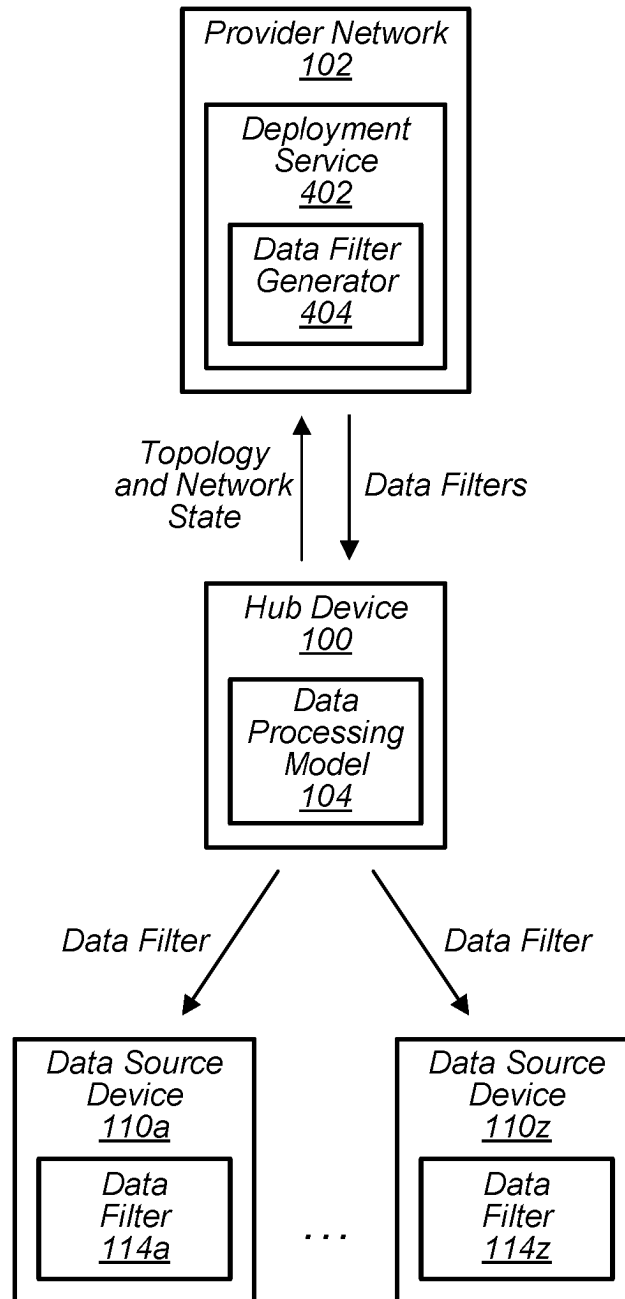 Provider Network
102
Deployment
Service
402
Data Filter
Generator
404
Topology
and Network
State
Data Filters
Hub Device
100
Data
Processing
Model
104
Data Filter
Data Filter
Data Source
Device
110a
Data
Filter
114a
...
Data Source
Device
110z
Data
Filter
114z